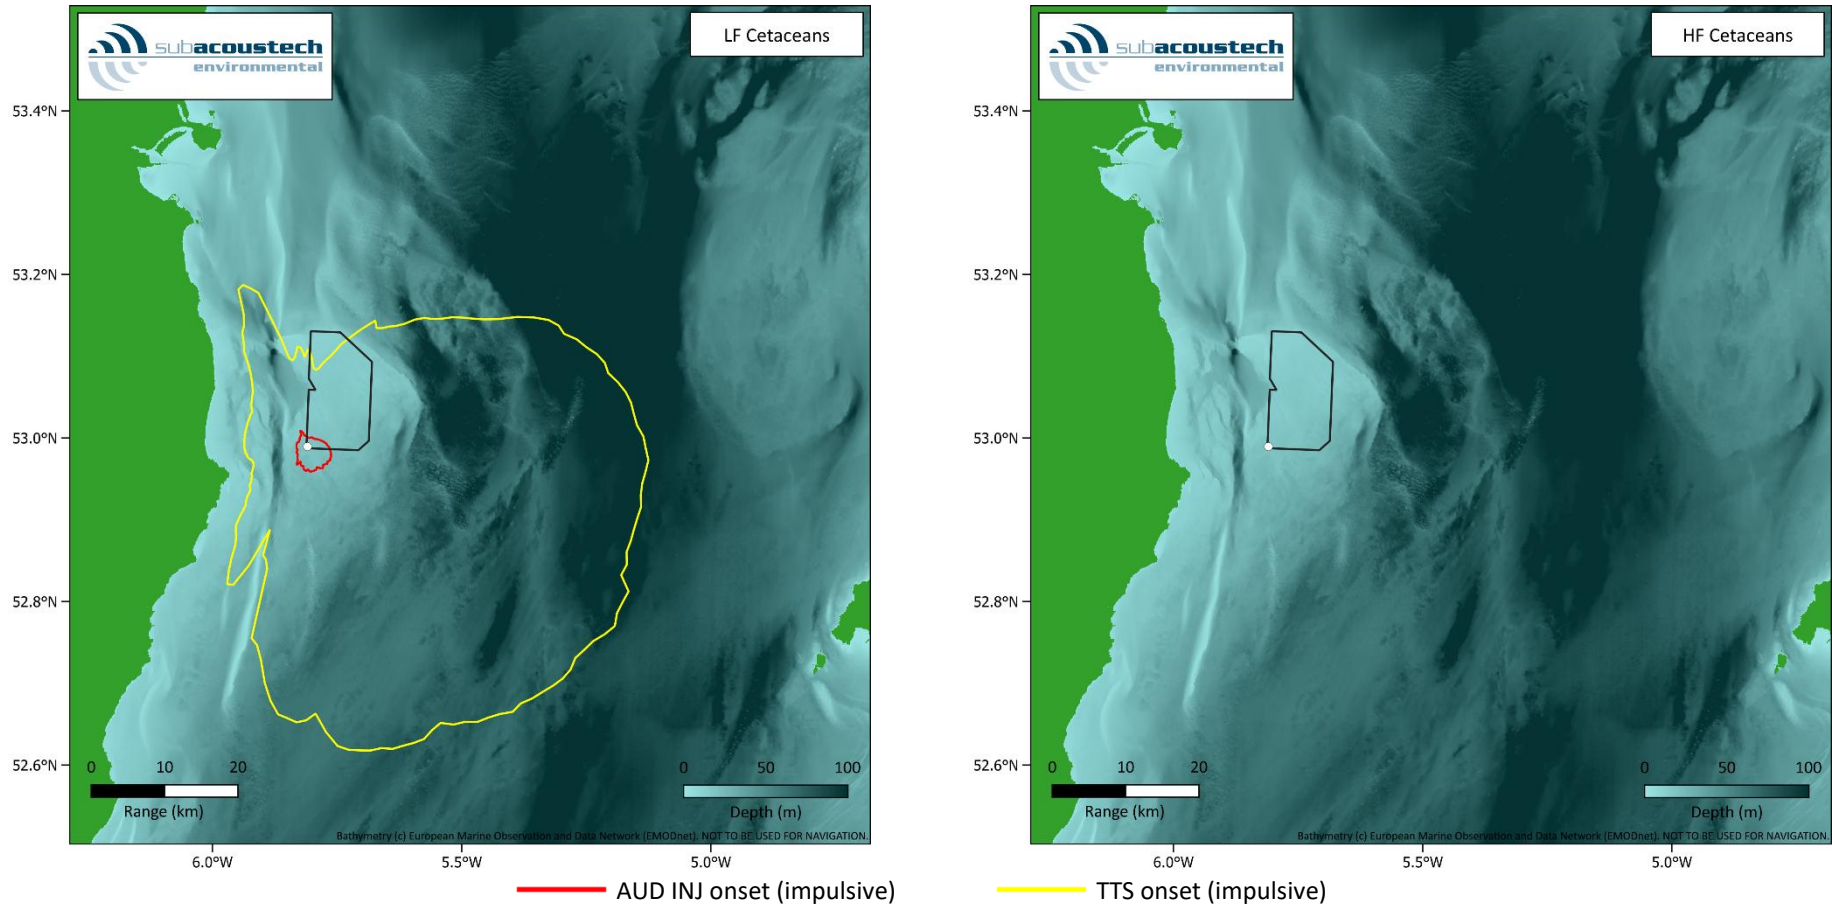 subacoustech
environmental
LF Cetaceans
53.4°N
53.2°N
53.0°N
52.8°N
52.6°N
0 10 20
Range (km)
0 50 100
Depth (m)
Bathymetry (c) European Marine Observation and Data Network (EMODnet). NOT TO BE USED FOR NAVIGATION.
6.0°W 5.5°W 5.0°W
subacoustech
environmental
HF Cetaceans
53.4°N
53.2°N
53.0°N
52.8°N
52.6°N
0 10 20
Range (km)
0 50 100
Depth (m)
Bathymetry (c) European Marine Observation and Data Network (EMODnet). NOT TO BE USED FOR NAVIGATION.
6.0°W 5.5°W 5.0°W
AUD INJ onset (impulsive) TTS onset (impulsive)